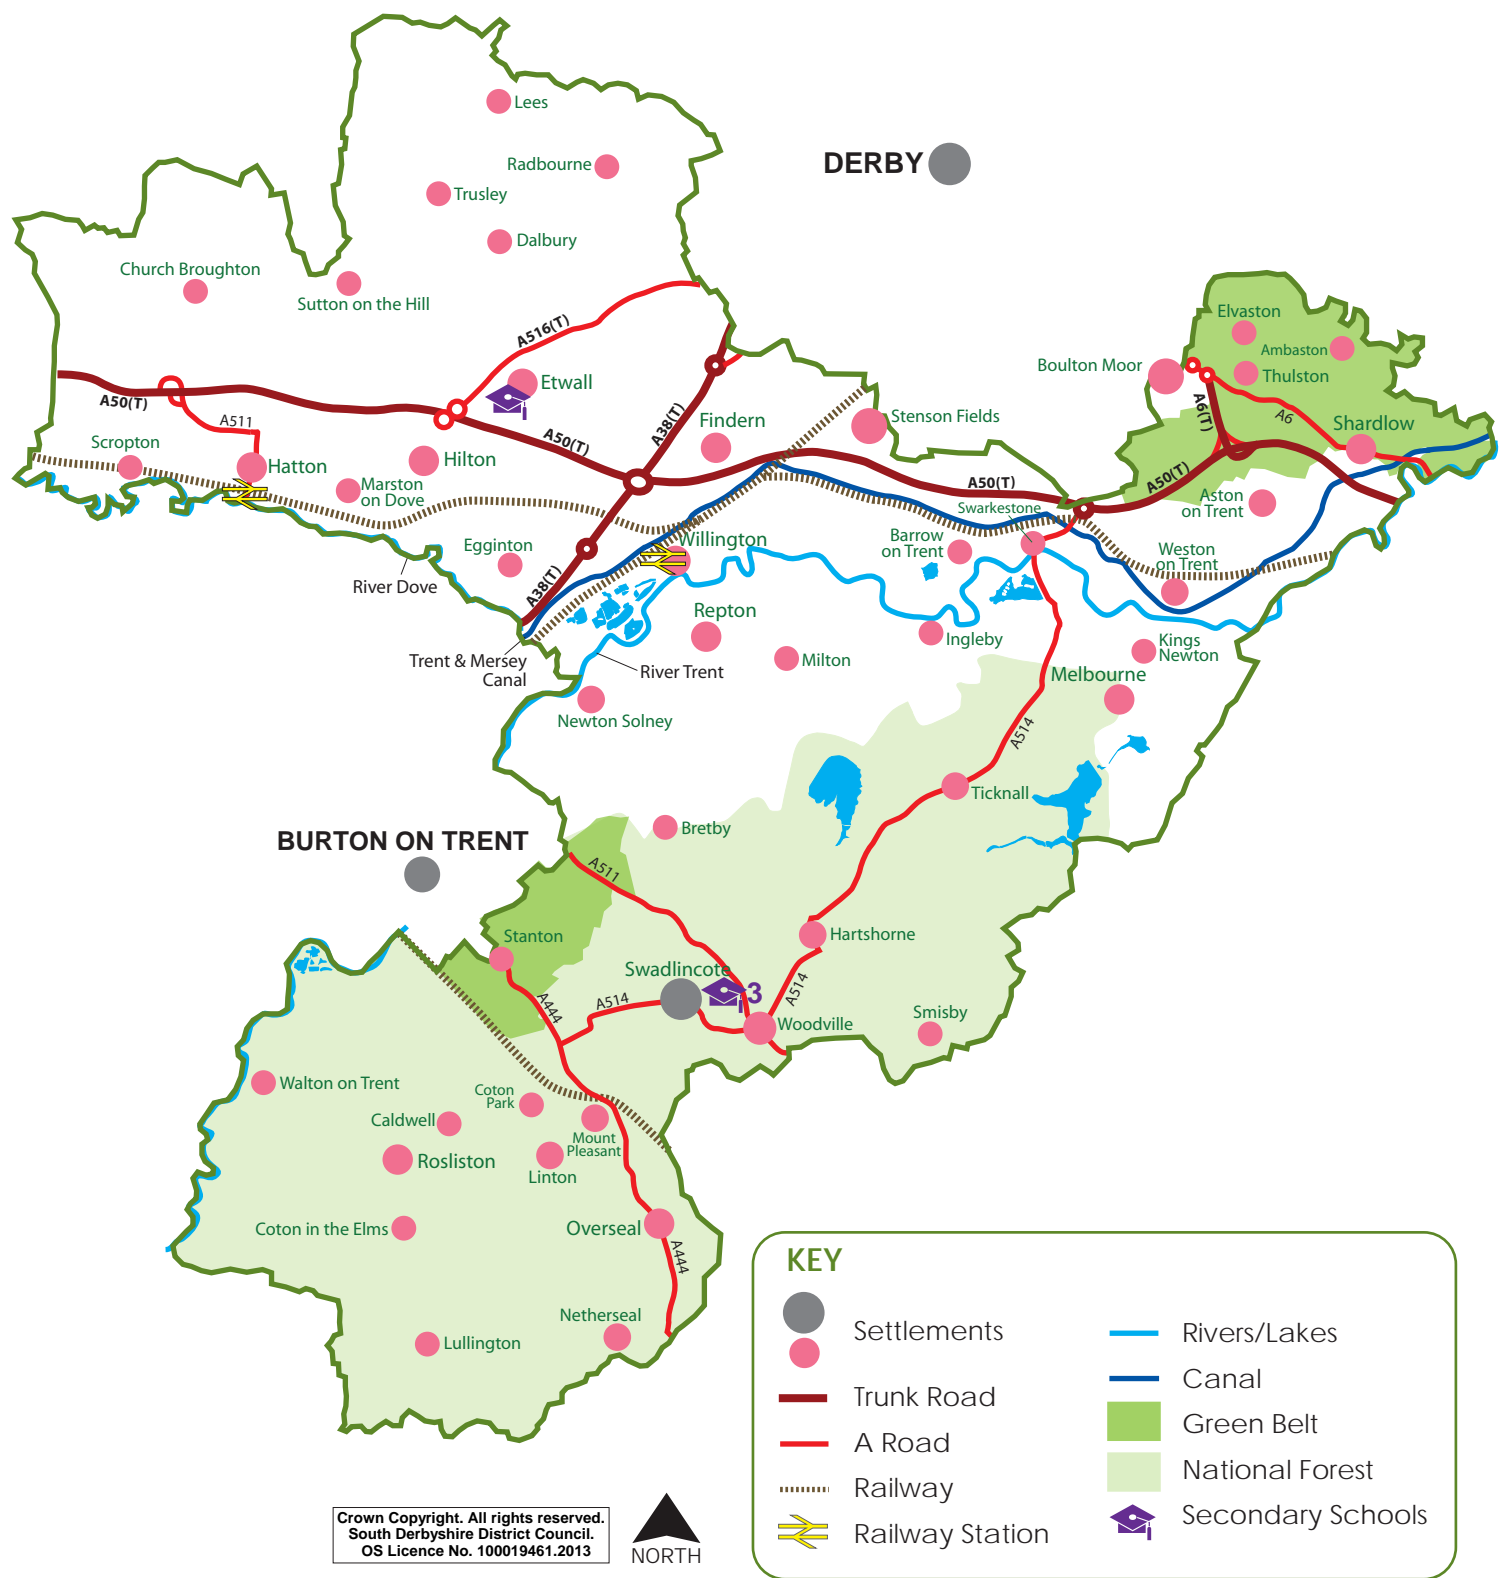 Lees
DERBY
Radbourne
Trusley
Dalbury
Church Broughton
Sutton on the Hill
A516(T)
Elvaston
Ambaston
Boulton Moor
Thulston
Etwall
A50(T)
A511
A38(T)
Findern
Stenson Fields
A6(T)
A6
Shardlow
Scropton
Hatton
Hilton
A50(T)
Marston
on Dove
A50(T)
A50(T)
Swarkestone
Aston
on Trent
Egginton
Willington
Barrow
on Trent
Weston
on Trent
River Dove
A38(T)
Repton
Ingleby
Kings
Newton
Trent & Mersey
Canal
River Trent
Milton
Melbourne
Newton Solney
A514
Ticknall
Bretby
BURTON ON TRENT
A511
Stanton
Hartshorne
Swadlincote
3
A514
A444
A514
Woodville
Smisby
Walton on Trent
Coton
Park
Caldwell
Mount
Pleasant
Rosliston
Linton
Coton in the Elms
Overseal
A444
Netherseal
Lullington
KEY
Settlements
Trunk Road
A Road
Railway
Railway Station
Rivers/Lakes
Canal
Green Belt
National Forest
Secondary Schools
Crown Copyright. All rights reserved.
South Derbyshire District Council.
OS Licence No. 100019461.2013
NORTH